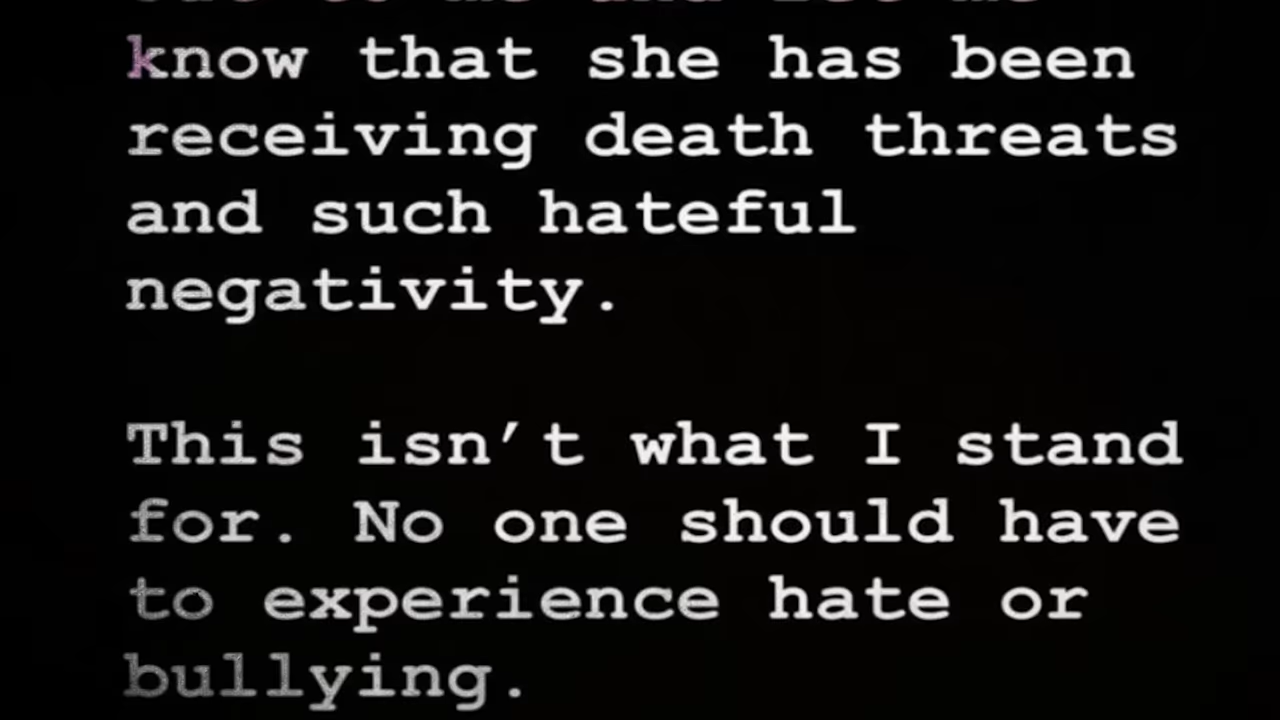 know that she has been
receiving death threats
and such hateful
negativity.
This isn’t what I stand
for. No one should have
to experience hate or
bullying.